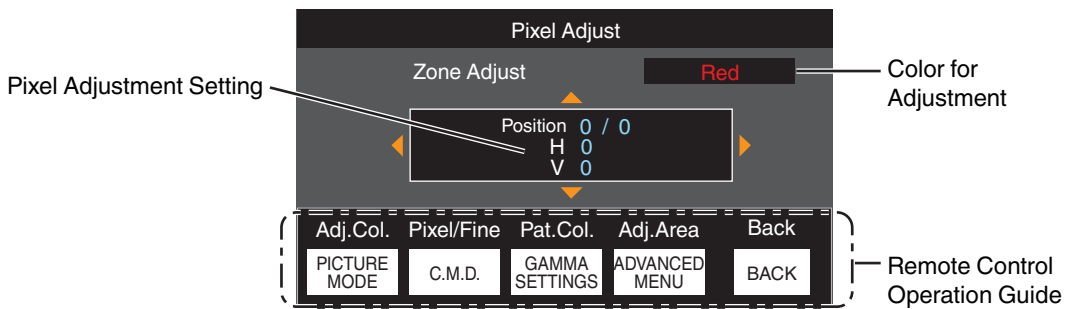 Pixel Adjust
Zone Adjust Red
Pixel Adjustment Setting
Color for
Adjustment
Position 0 / 0
H 0
V 0
Adj.Col. Pixel/Fine Pat.Col. Adj.Area Back
PICTURE
MODE
C.M.D.
GAMMA
SETTINGS
ADVANCED
MENU
BACK
Remote Control
Operation Guide